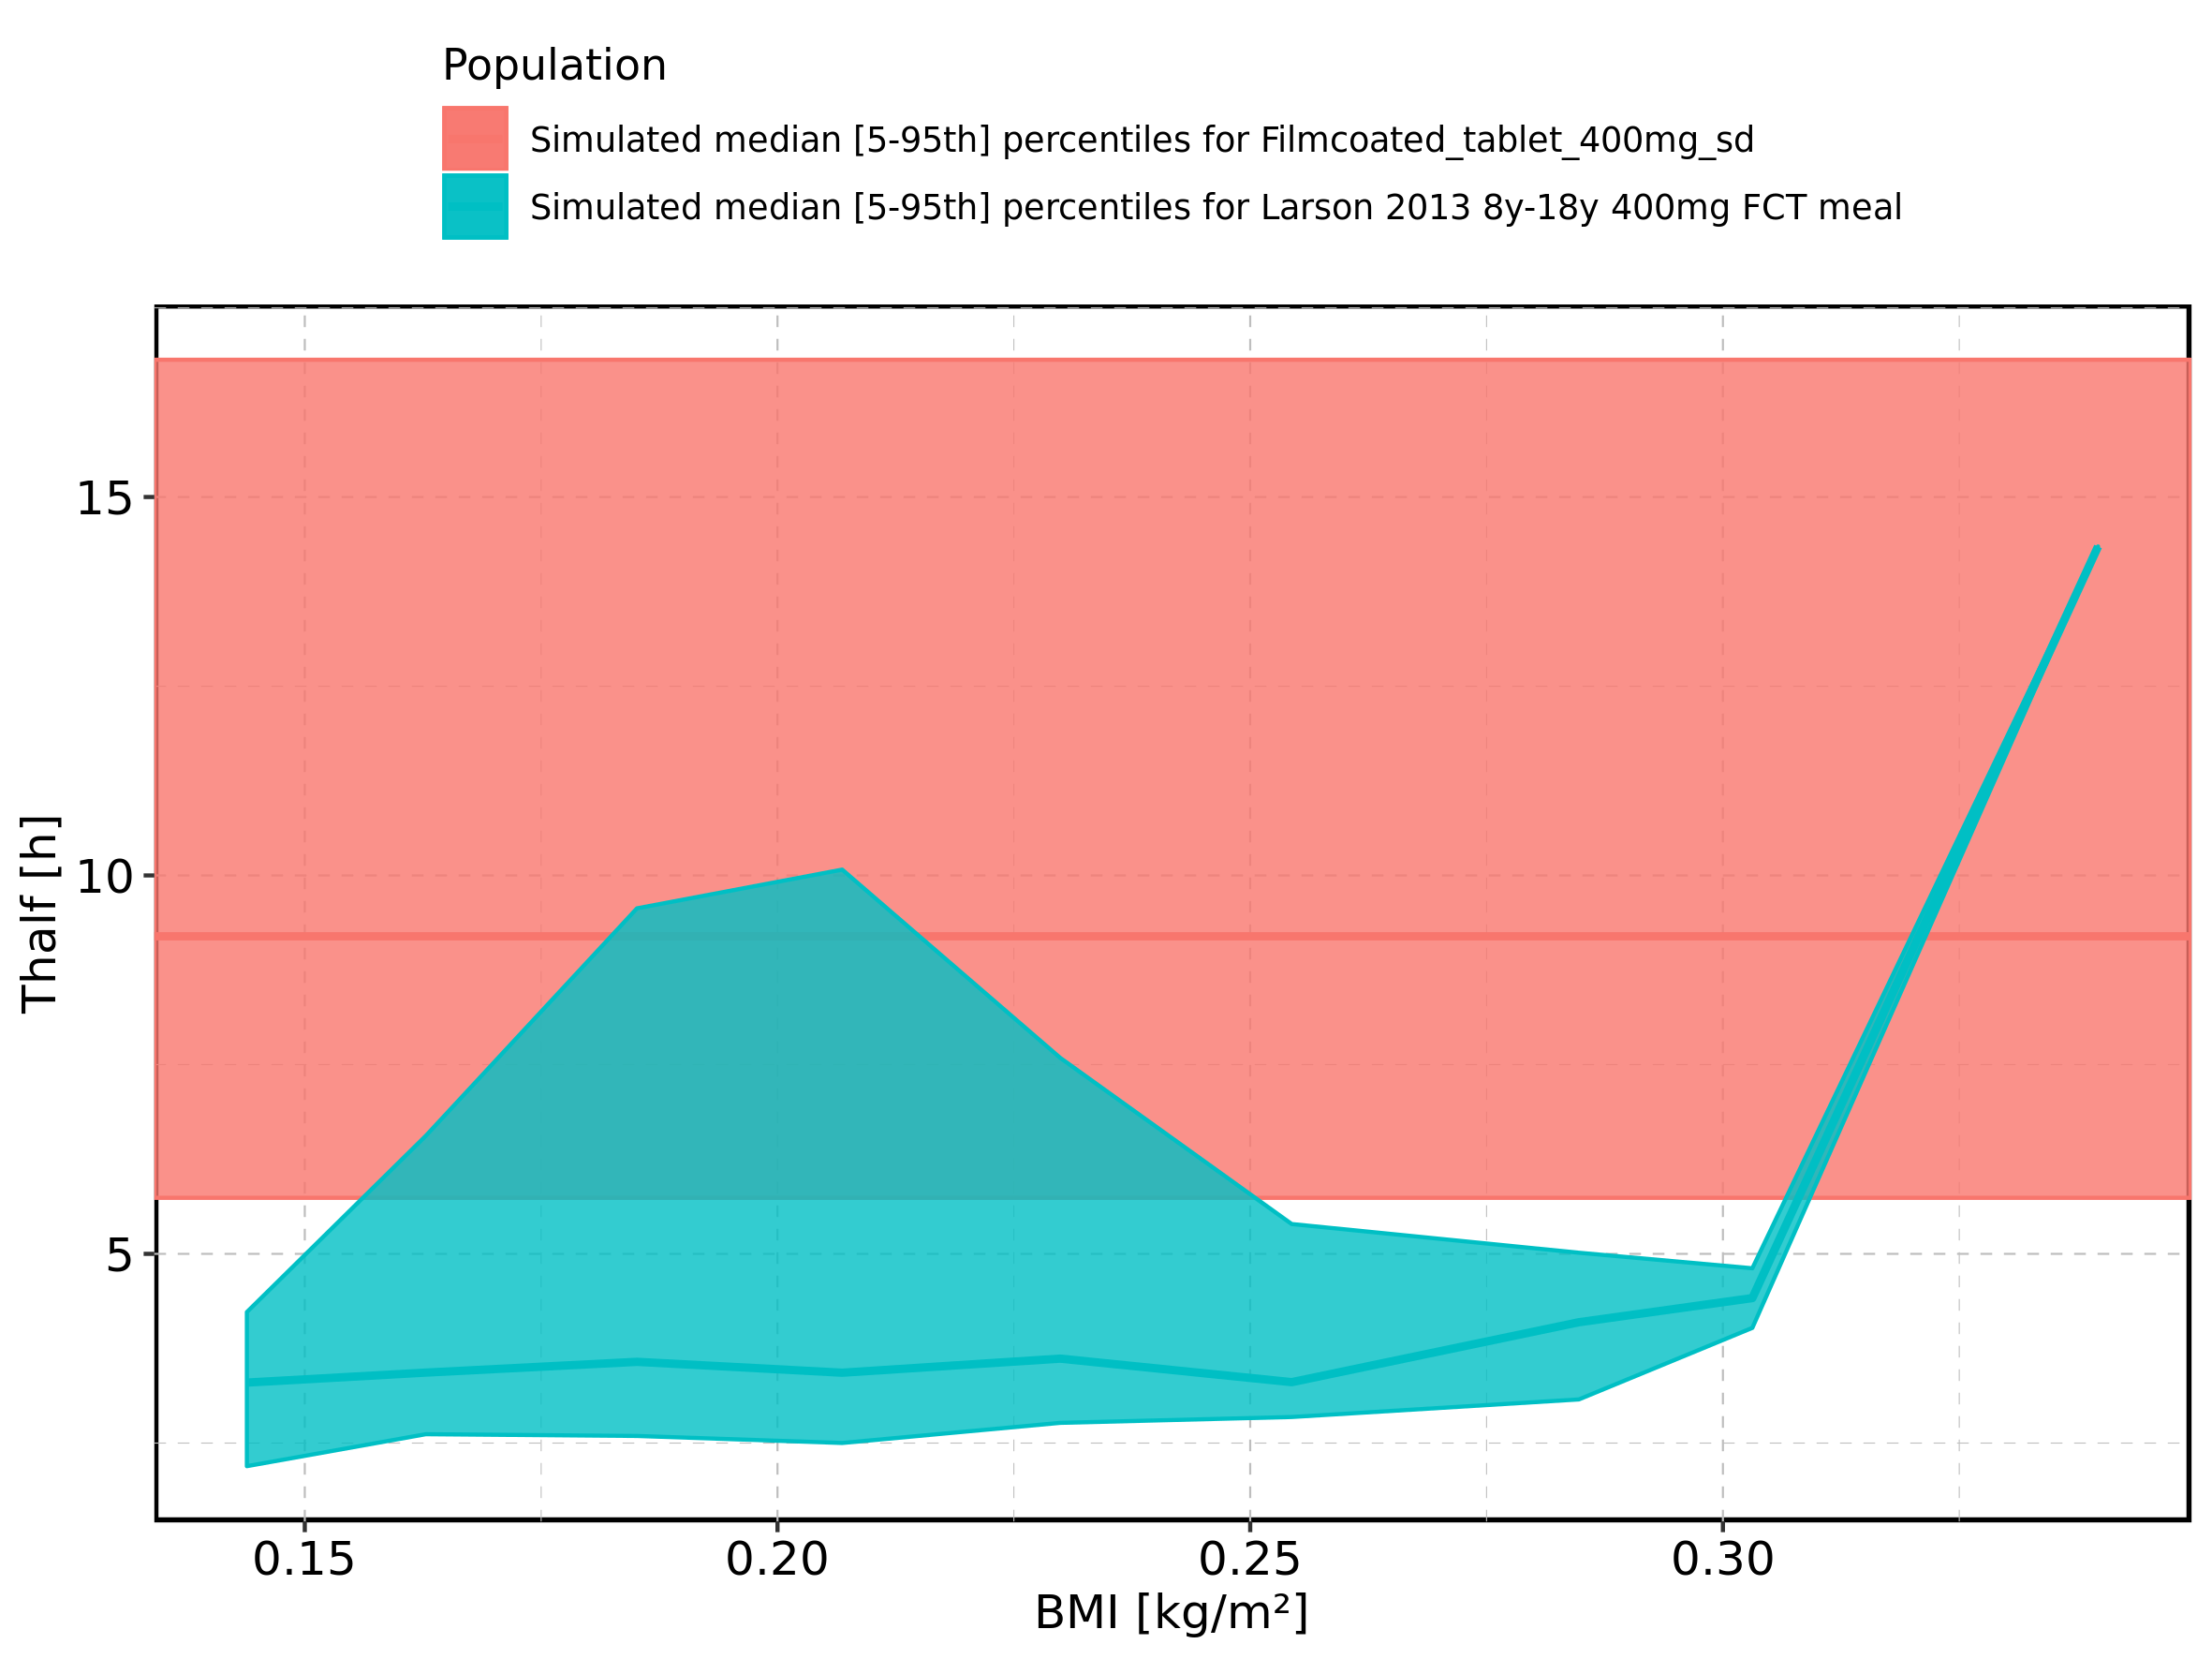 Population
Simulated median [5-95th] percentiles for Filmcoated_tablet_400mg_sd
Simulated median [5-95th] percentiles for Larson 2013 8y-18y 400mg FCT meal
15
10
5
Thalf [h]
0.15 0.20 0.25 0.30
BMI [kg/m²]